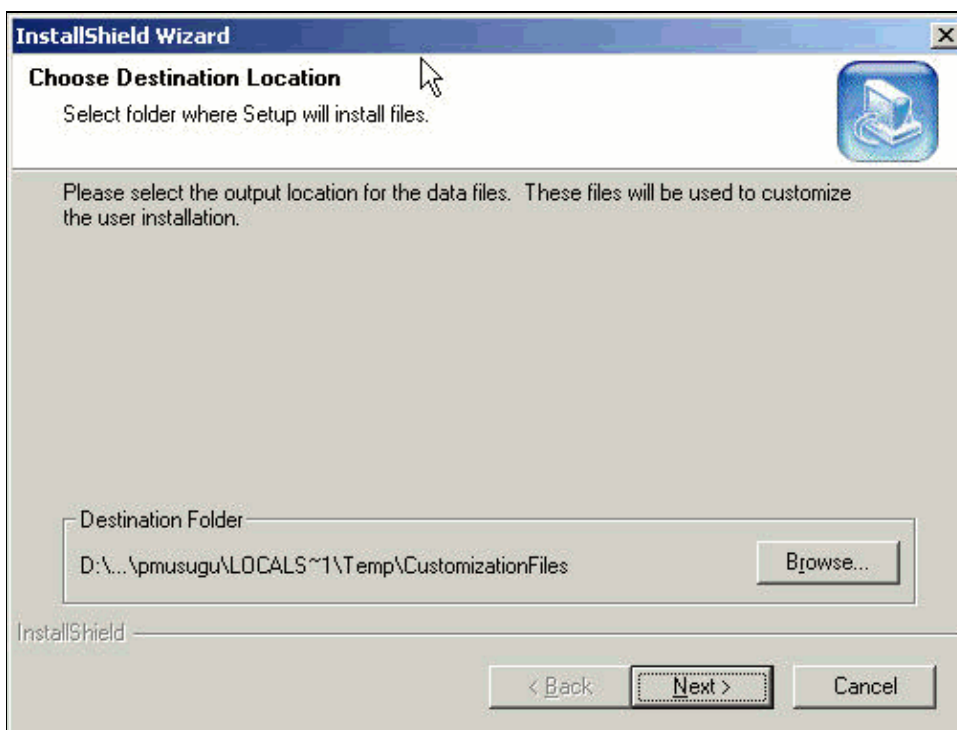 InstallShield Wizard
Choose Destination Location
Select folder where Setup will install files.
Please select the output location for the data files.  These files will be used to customize
the user installation.
Destination Folder
D:\...\pmusugu\LOCALS~1\Temp\CustomizationFiles
Browse...
InstallShield
< Back
Next >
Cancel